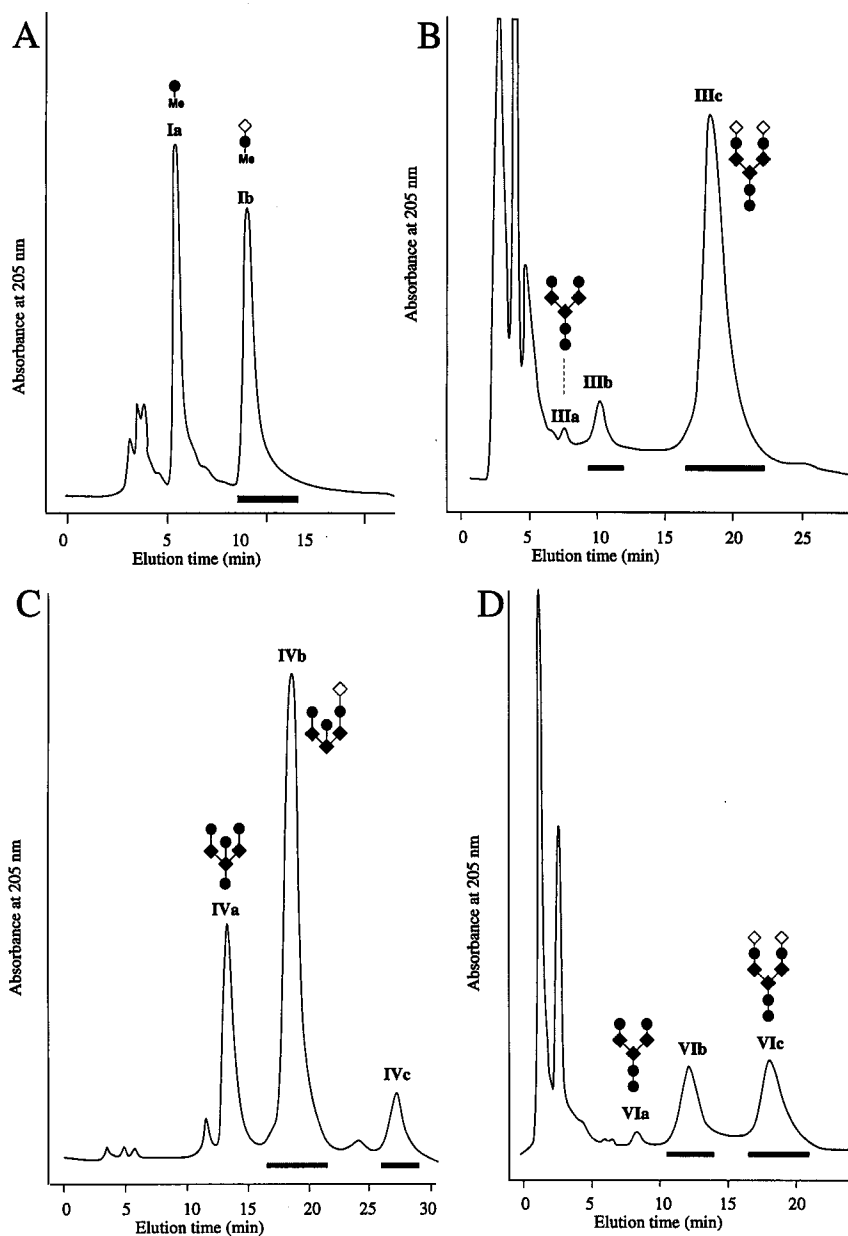 A
Me
Ia
Me
Ib
Absorbance at 205 nm
0 5 10 15
Elution time (min)
B
IIIc
IIIa
IIIb
Absorbance at 205 nm
0 5 10 15 20 25
Elution time (min)
C
IVb
IVa
IVc
Absorbance at 205 nm
0 5 10 15 20 25 30
Elution time (min)
D
VIa
VIb
VIc
Absorbance at 205 nm
0 5 10 15 20
Elution time (min)